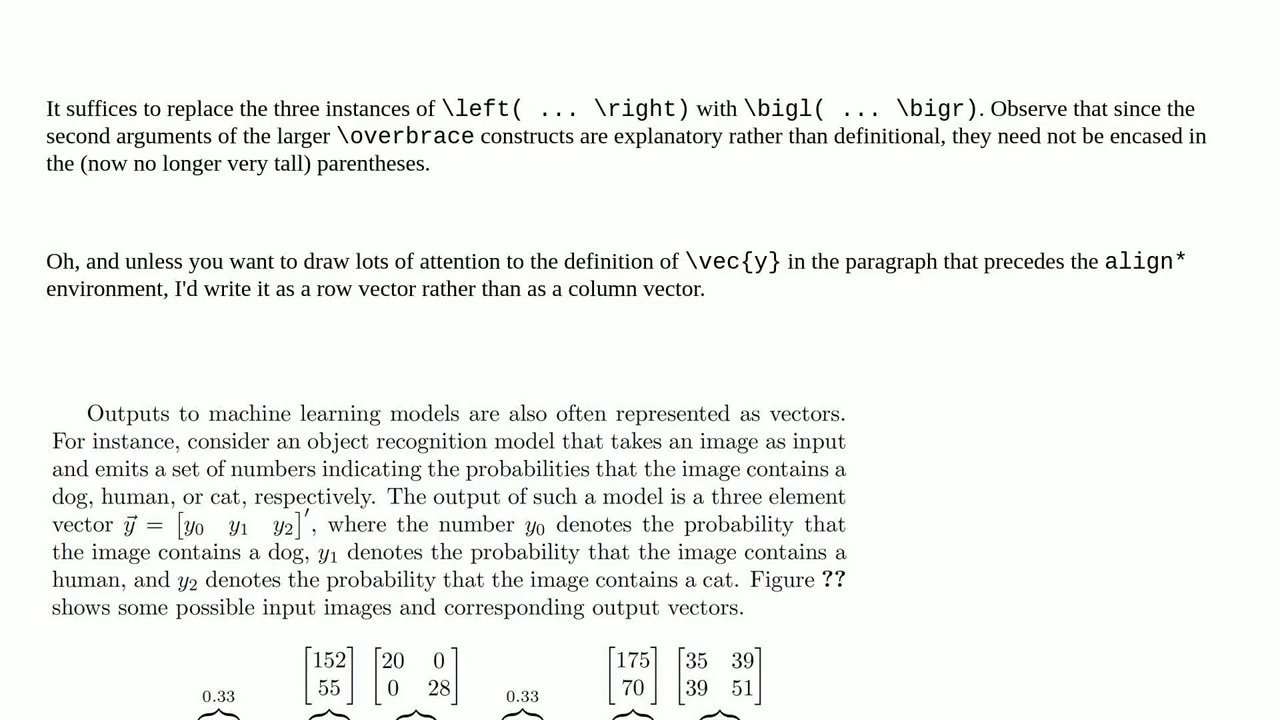 It suffices to replace the three instances of \left( ... \right) with \bigl( ... \bigr). Observe that since the
second arguments of the larger \overbrace constructs are explanatory rather than definitional, they need not be encased in
the (now no longer very tall) parentheses.
Oh, and unless you want to draw lots of attention to the definition of \vec{y} in the paragraph that precedes the align*
environment, I'd write it as a row vector rather than as a column vector.
Outputs to machine learning models are also often represented as vectors.
For instance, consider an object recognition model that takes an image as input
and emits a set of numbers indicating the probabilities that the image contains a
dog, human, or cat, respectively. The output of such a model is a three element
vector y⃗ = [y₀ y₁ y₂]′, where the number y₀ denotes the probability that
the image contains a dog, y₁ denotes the probability that the image contains a
human, and y₂ denotes the probability that the image contains a cat. Figure ??
shows some possible input images and corresponding output vectors.
[152] [20 0] [175] [35 39]
[55] [0 28] [70] [39 51]
0.33 0.33